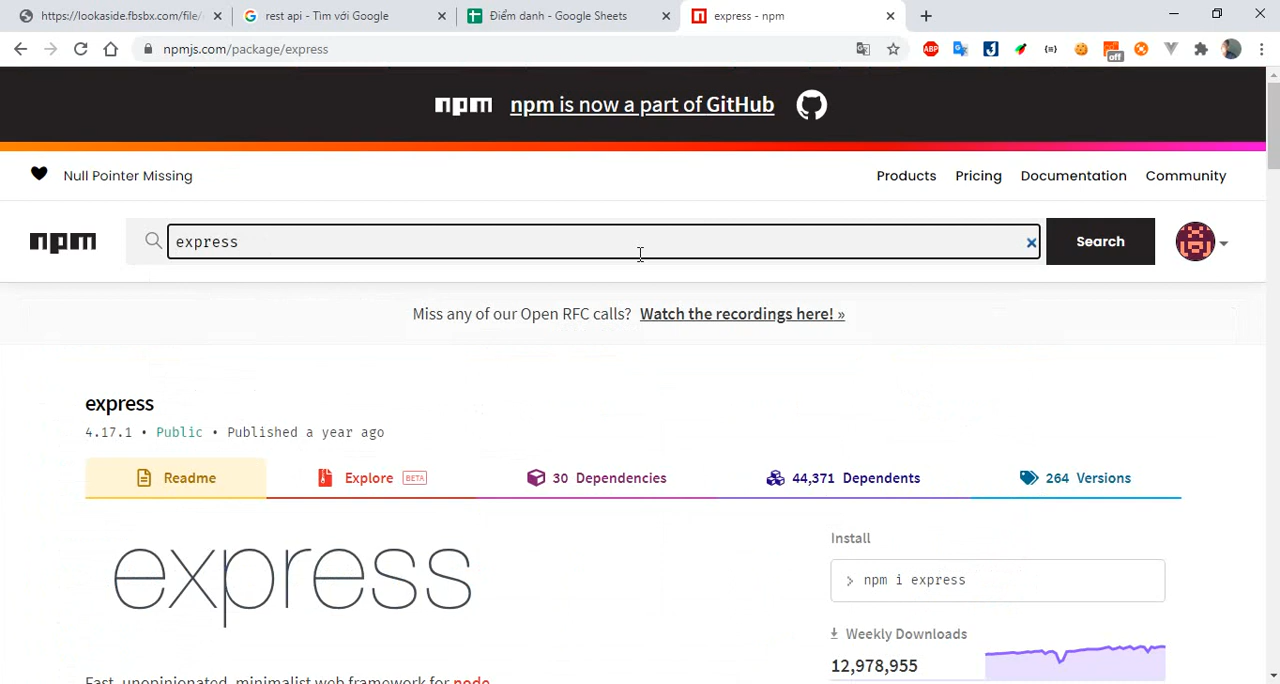 https://lookaside.fbsbx.com/file/
rest api - Tìm với Google
Điểm danh - Google Sheets
express - npm
npmjs.com/package/express
ABP
off
npm
npm is now a part of GitHub
Null Pointer Missing
Products
Pricing
Documentation
Community
npm
express
Search
Miss any of our Open RFC calls? Watch the recordings here! »
express
4.17.1 • Public • Published a year ago
Readme
Explore BETA
30 Dependencies
44,371 Dependents
264 Versions
express
Install
> npm i express
Weekly Downloads
12,978,955
Fast, unopinionated, minimalist web framework for node